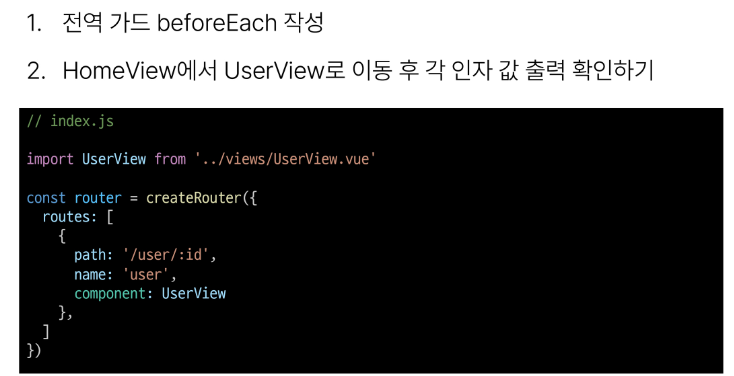 1. 전역 가드 beforeEach 작성
2. HomeView에서 UserView로 이동 후 각 인자 값 출력 확인하기
// index.js
import UserView from '../views/UserView.vue'
const router = createRouter({
  routes: [
    {
      path: '/user/:id',
      name: 'user',
      component: UserView
    },
  ]
})